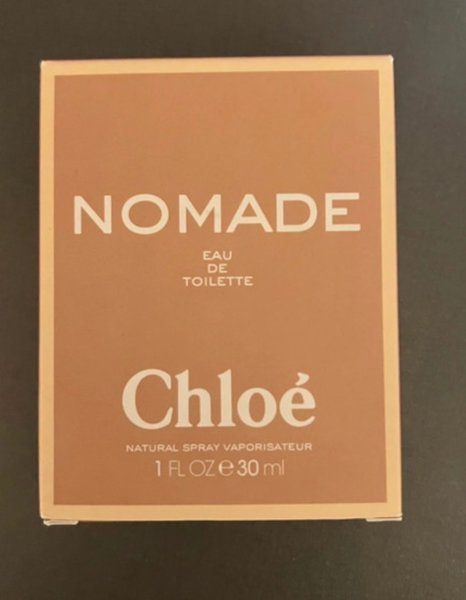 NOMADE
EAU
DE
TOILETTE
Chloé
NATURAL SPRAY VAPORISATEUR
1 FL OZ ℮ 30 ml